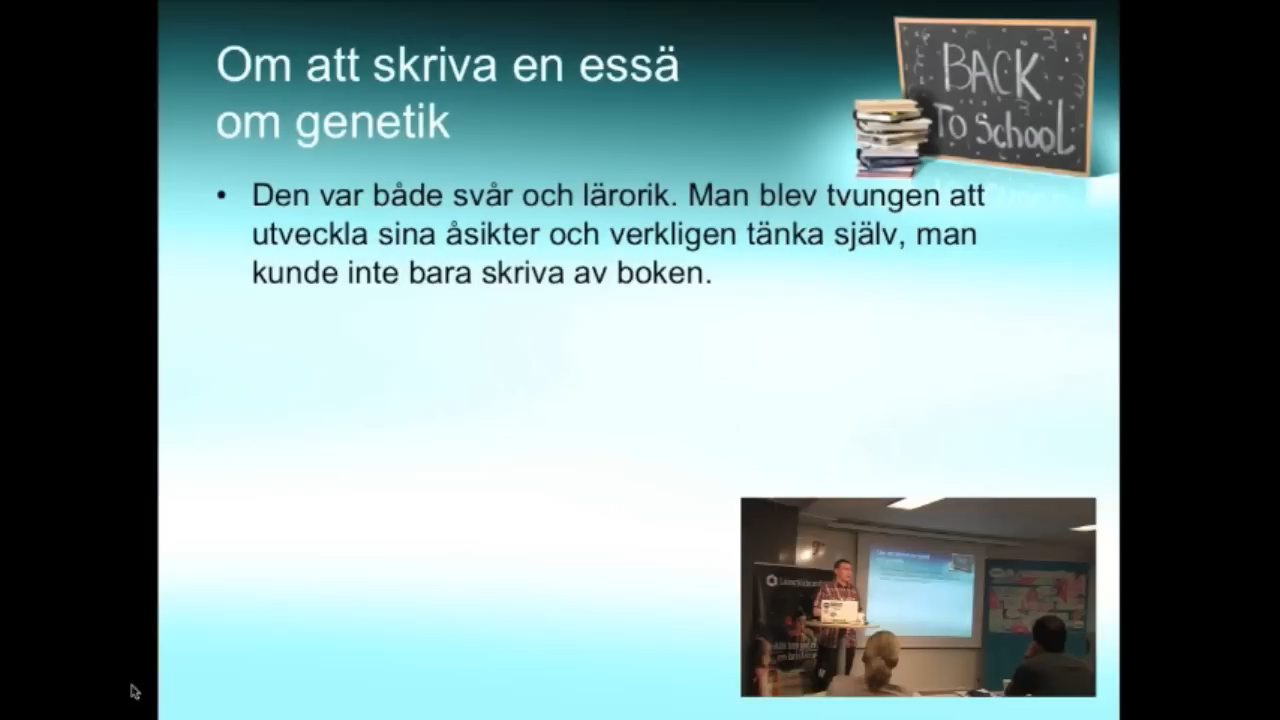 Om att skriva en essä
om genetik
BACK
To School
• Den var både svår och lärorik. Man blev tvungen att
utveckla sina åsikter och verkligen tänka själv, man
kunde inte bara skriva av boken.